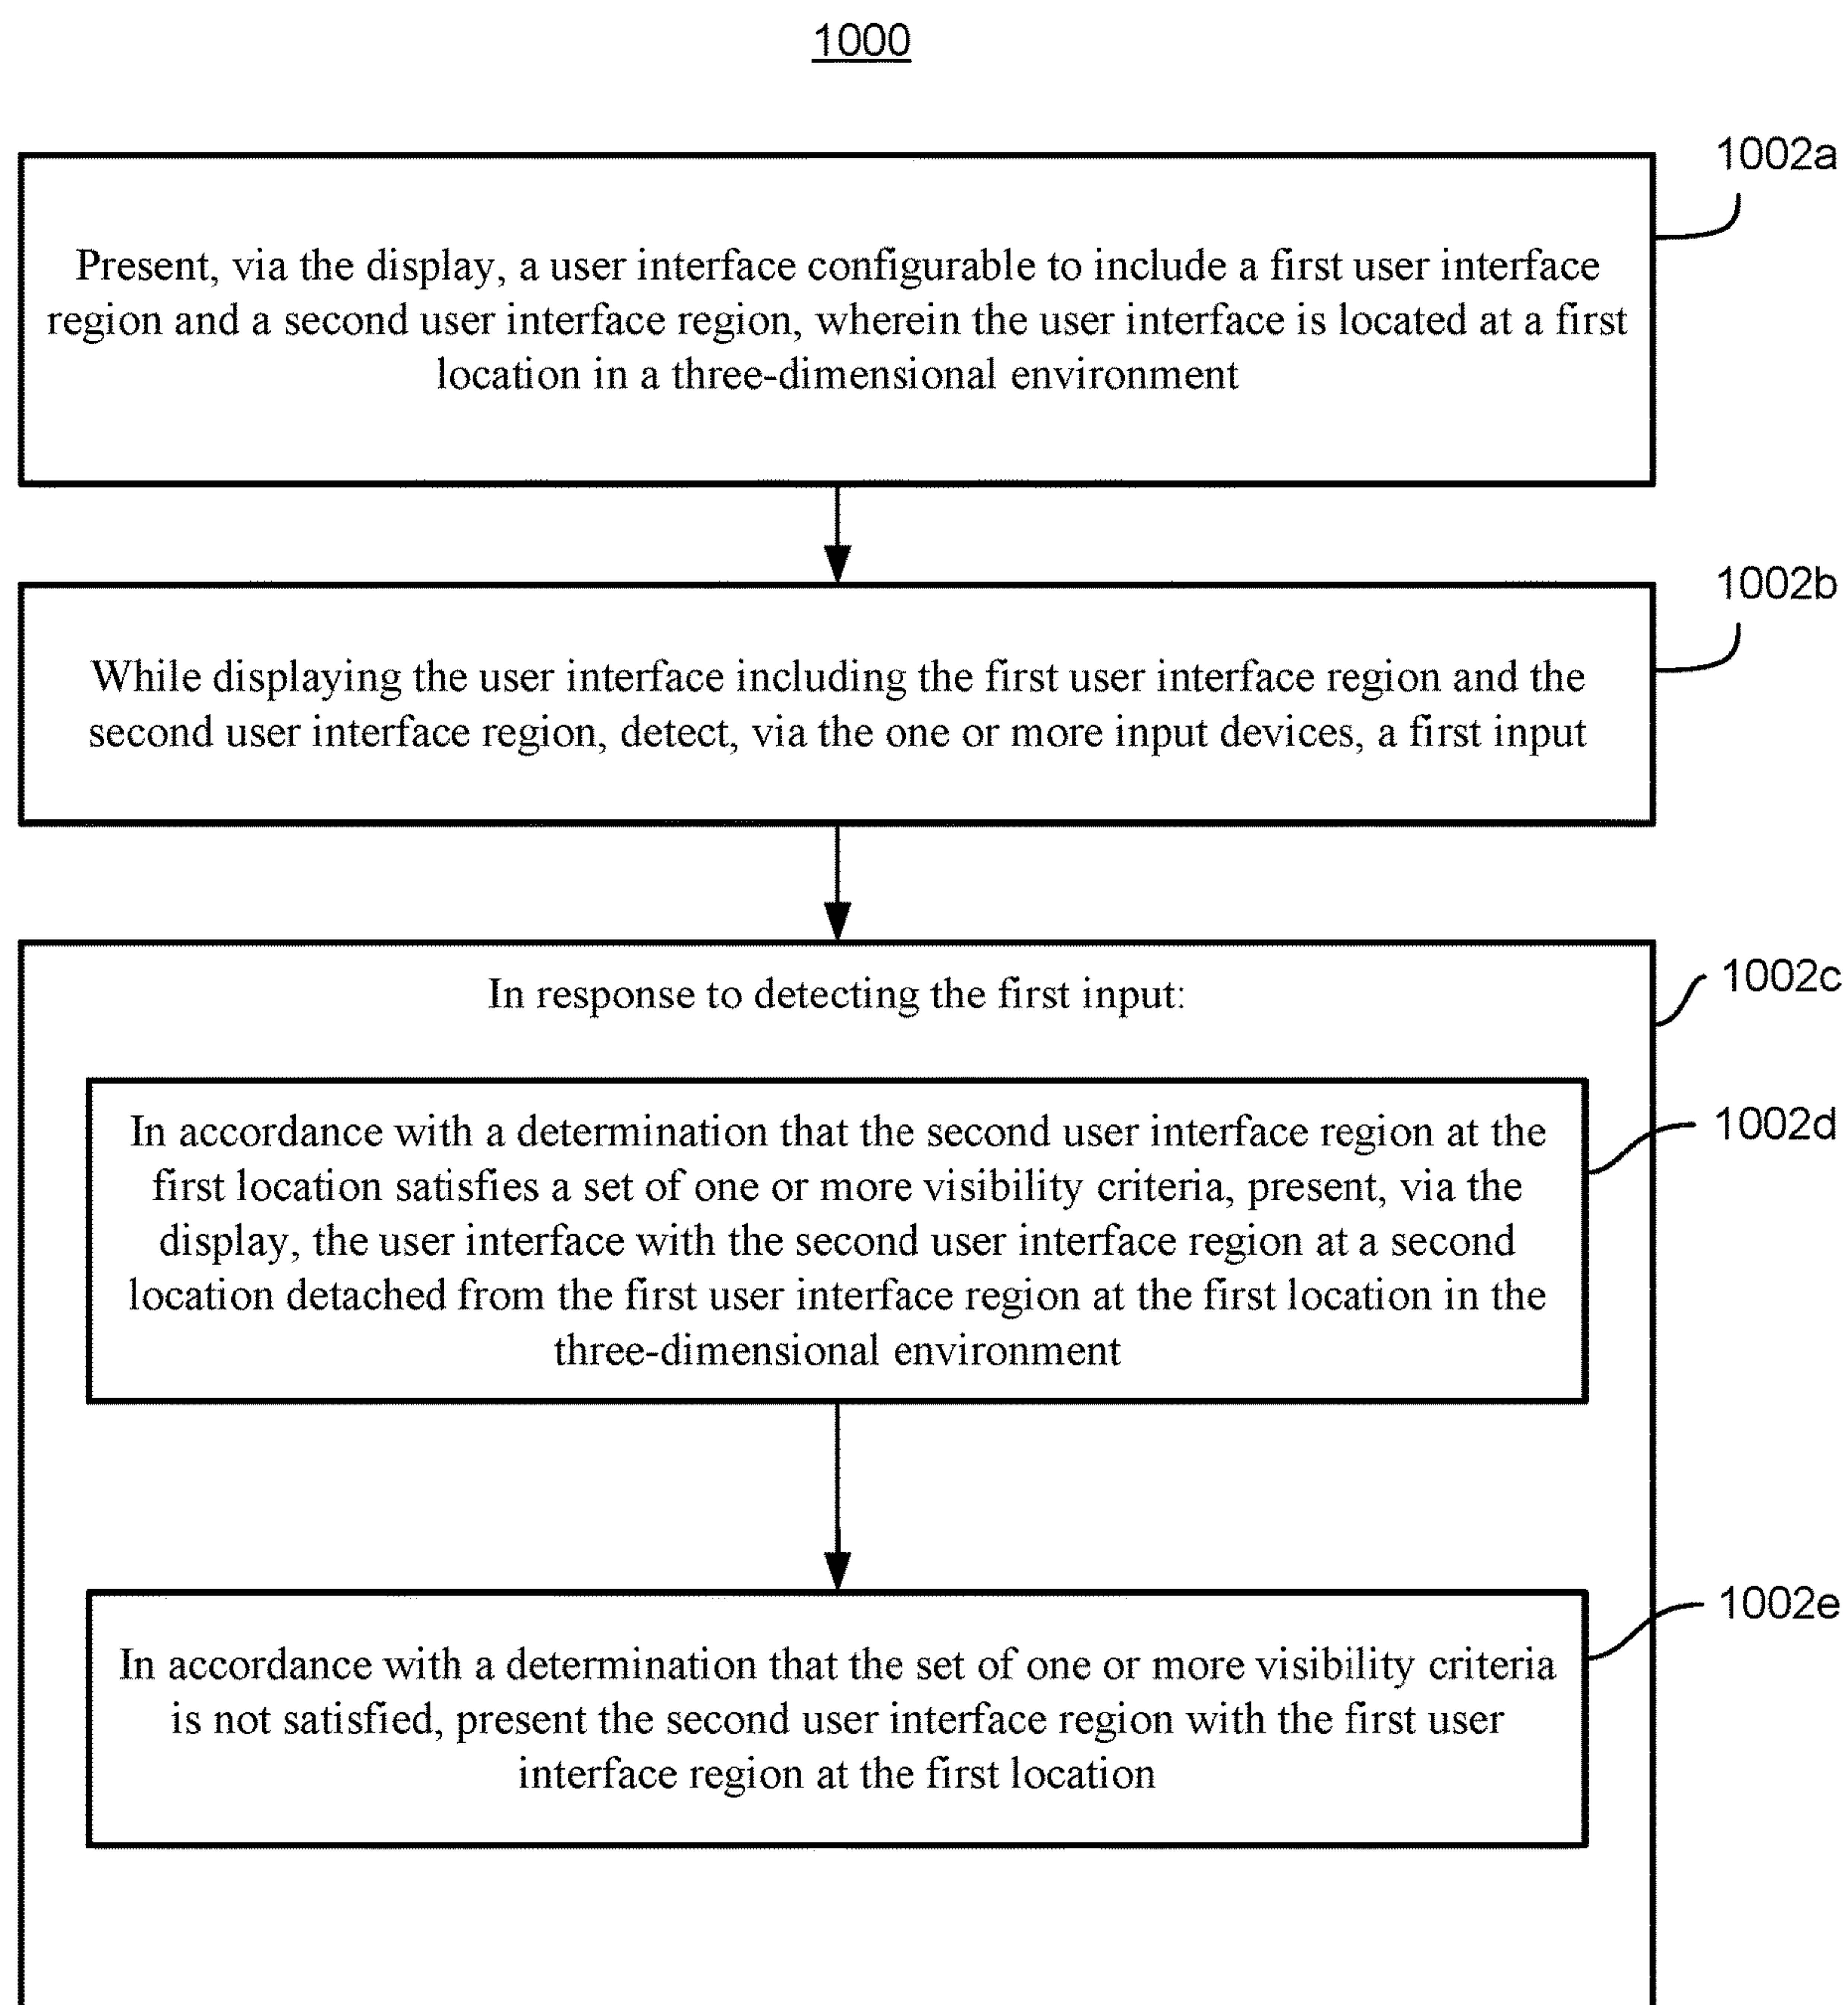 1000
1002a
Present, via the display, a user interface configurable to include a first user interface
region and a second user interface region, wherein the user interface is located at a first
location in a three-dimensional environment
1002b
While displaying the user interface including the first user interface region and the
second user interface region, detect, via the one or more input devices, a first input
1002c
In response to detecting the first input:
1002d
In accordance with a determination that the second user interface region at the
first location satisfies a set of one or more visibility criteria, present, via the
display, the user interface with the second user interface region at a second
location detached from the first user interface region at the first location in the
three-dimensional environment
1002e
In accordance with a determination that the set of one or more visibility criteria
is not satisfied, present the second user interface region with the first user
interface region at the first location